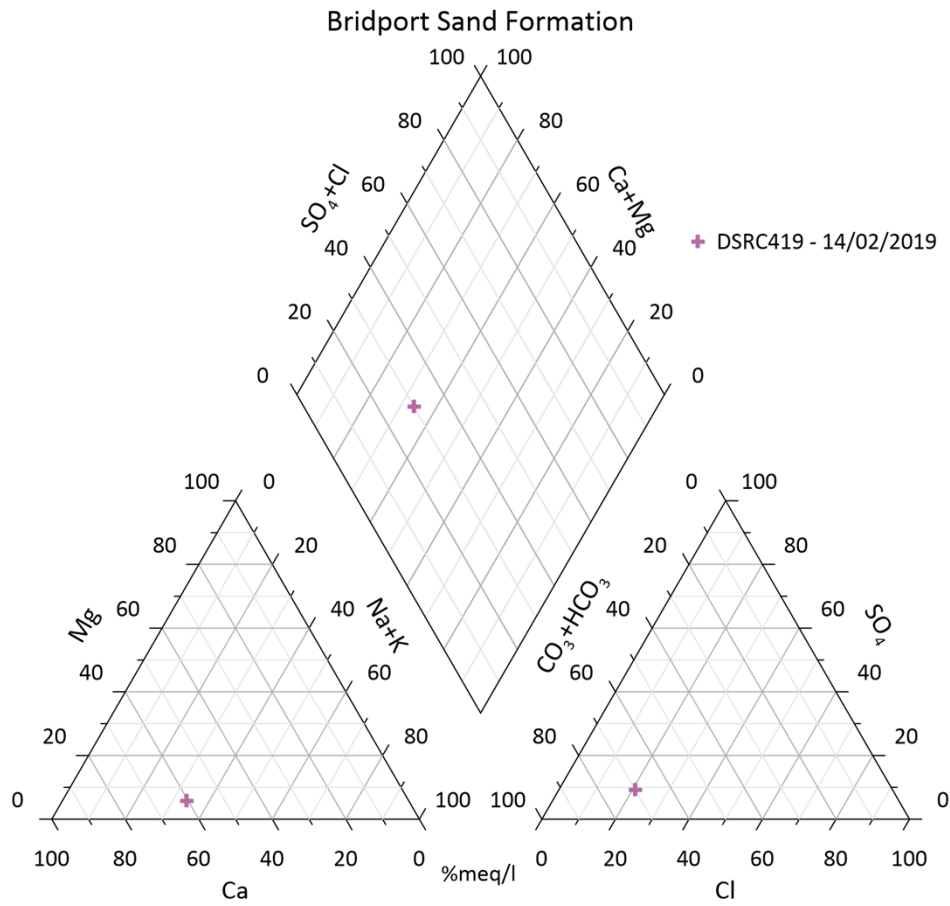 Bridport Sand Formation
100 100
80 80
SO₄+Cl 60 60 Ca+Mg
40 40
DSRC419 - 14/02/2019
20 20
0 0
100 0 0 100
80 20 20 80
Mg 60 40 Na+K CO₃+HCO₃ 40 60 SO₄
40 60 60 40
20 80 80 20
0 100 100 0
100 80 60 40 20 0 %meq/l 0 20 40 60 80 100
Ca Cl